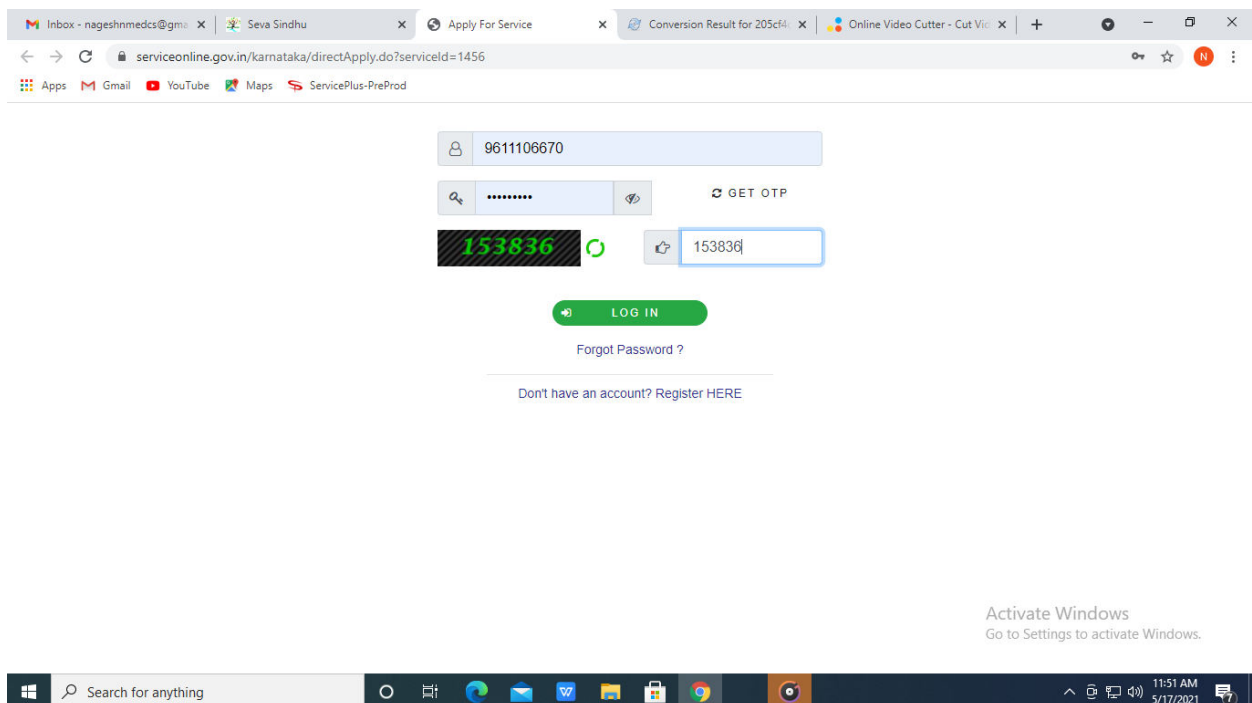 Inbox - nageshnmedcs@gma
Seva Sindhu
Apply For Service
Conversion Result for 205cf4
Online Video Cutter - Cut Vid
serviceonline.gov.in/karnataka/directApply.do?serviceId=1456
N
Apps
Gmail
YouTube
Maps
ServicePlus-PreProd
9611106670
•••••••••
GET OTP
153836
153836
LOG IN
Forgot Password ?
Don't have an account? Register HERE
Activate Windows
Go to Settings to activate Windows.
Search for anything
11:51 AM
5/17/2021